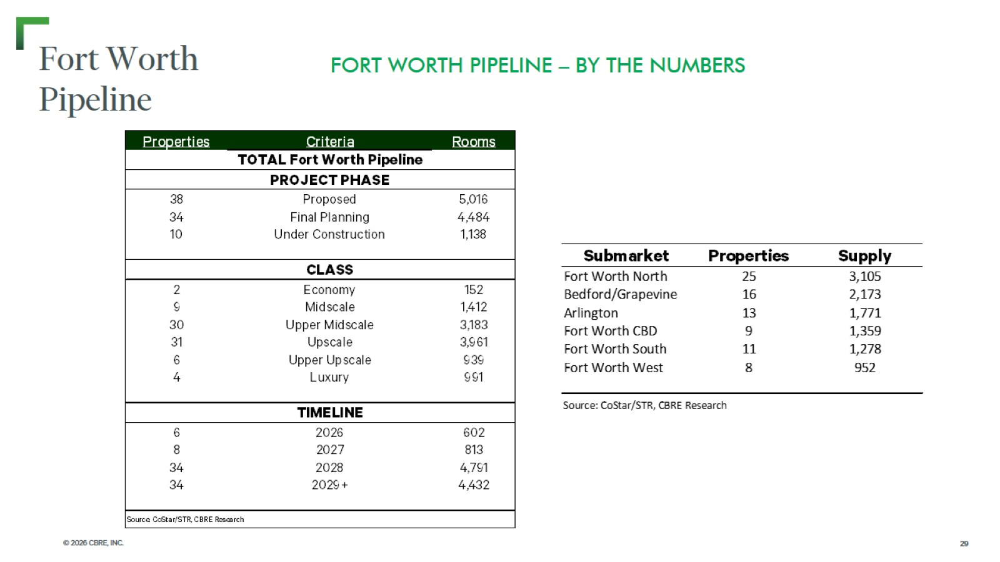 Fort Worth
Pipeline
FORT WORTH PIPELINE – BY THE NUMBERS
Properties Criteria Rooms
TOTAL Fort Worth Pipeline
PROJECT PHASE
38 Proposed 5,016
34 Final Planning 4,484
10 Under Construction 1,138
CLASS
2 Economy 152
9 Midscale 1,412
30 Upper Midscale 3,183
31 Upscale 3,961
6 Upper Upscale 939
4 Luxury 991
TIMELINE
6 2026 602
8 2027 813
34 2028 4,791
34 2029+ 4,432
Source: CoStar/STR, CBRE Research
Submarket Properties Supply
Fort Worth North 25 3,105
Bedford/Grapevine 16 2,173
Arlington 13 1,771
Fort Worth CBD 9 1,359
Fort Worth South 11 1,278
Fort Worth West 8 952
Source: CoStar/STR, CBRE Research
© 2026 CBRE, INC.
29